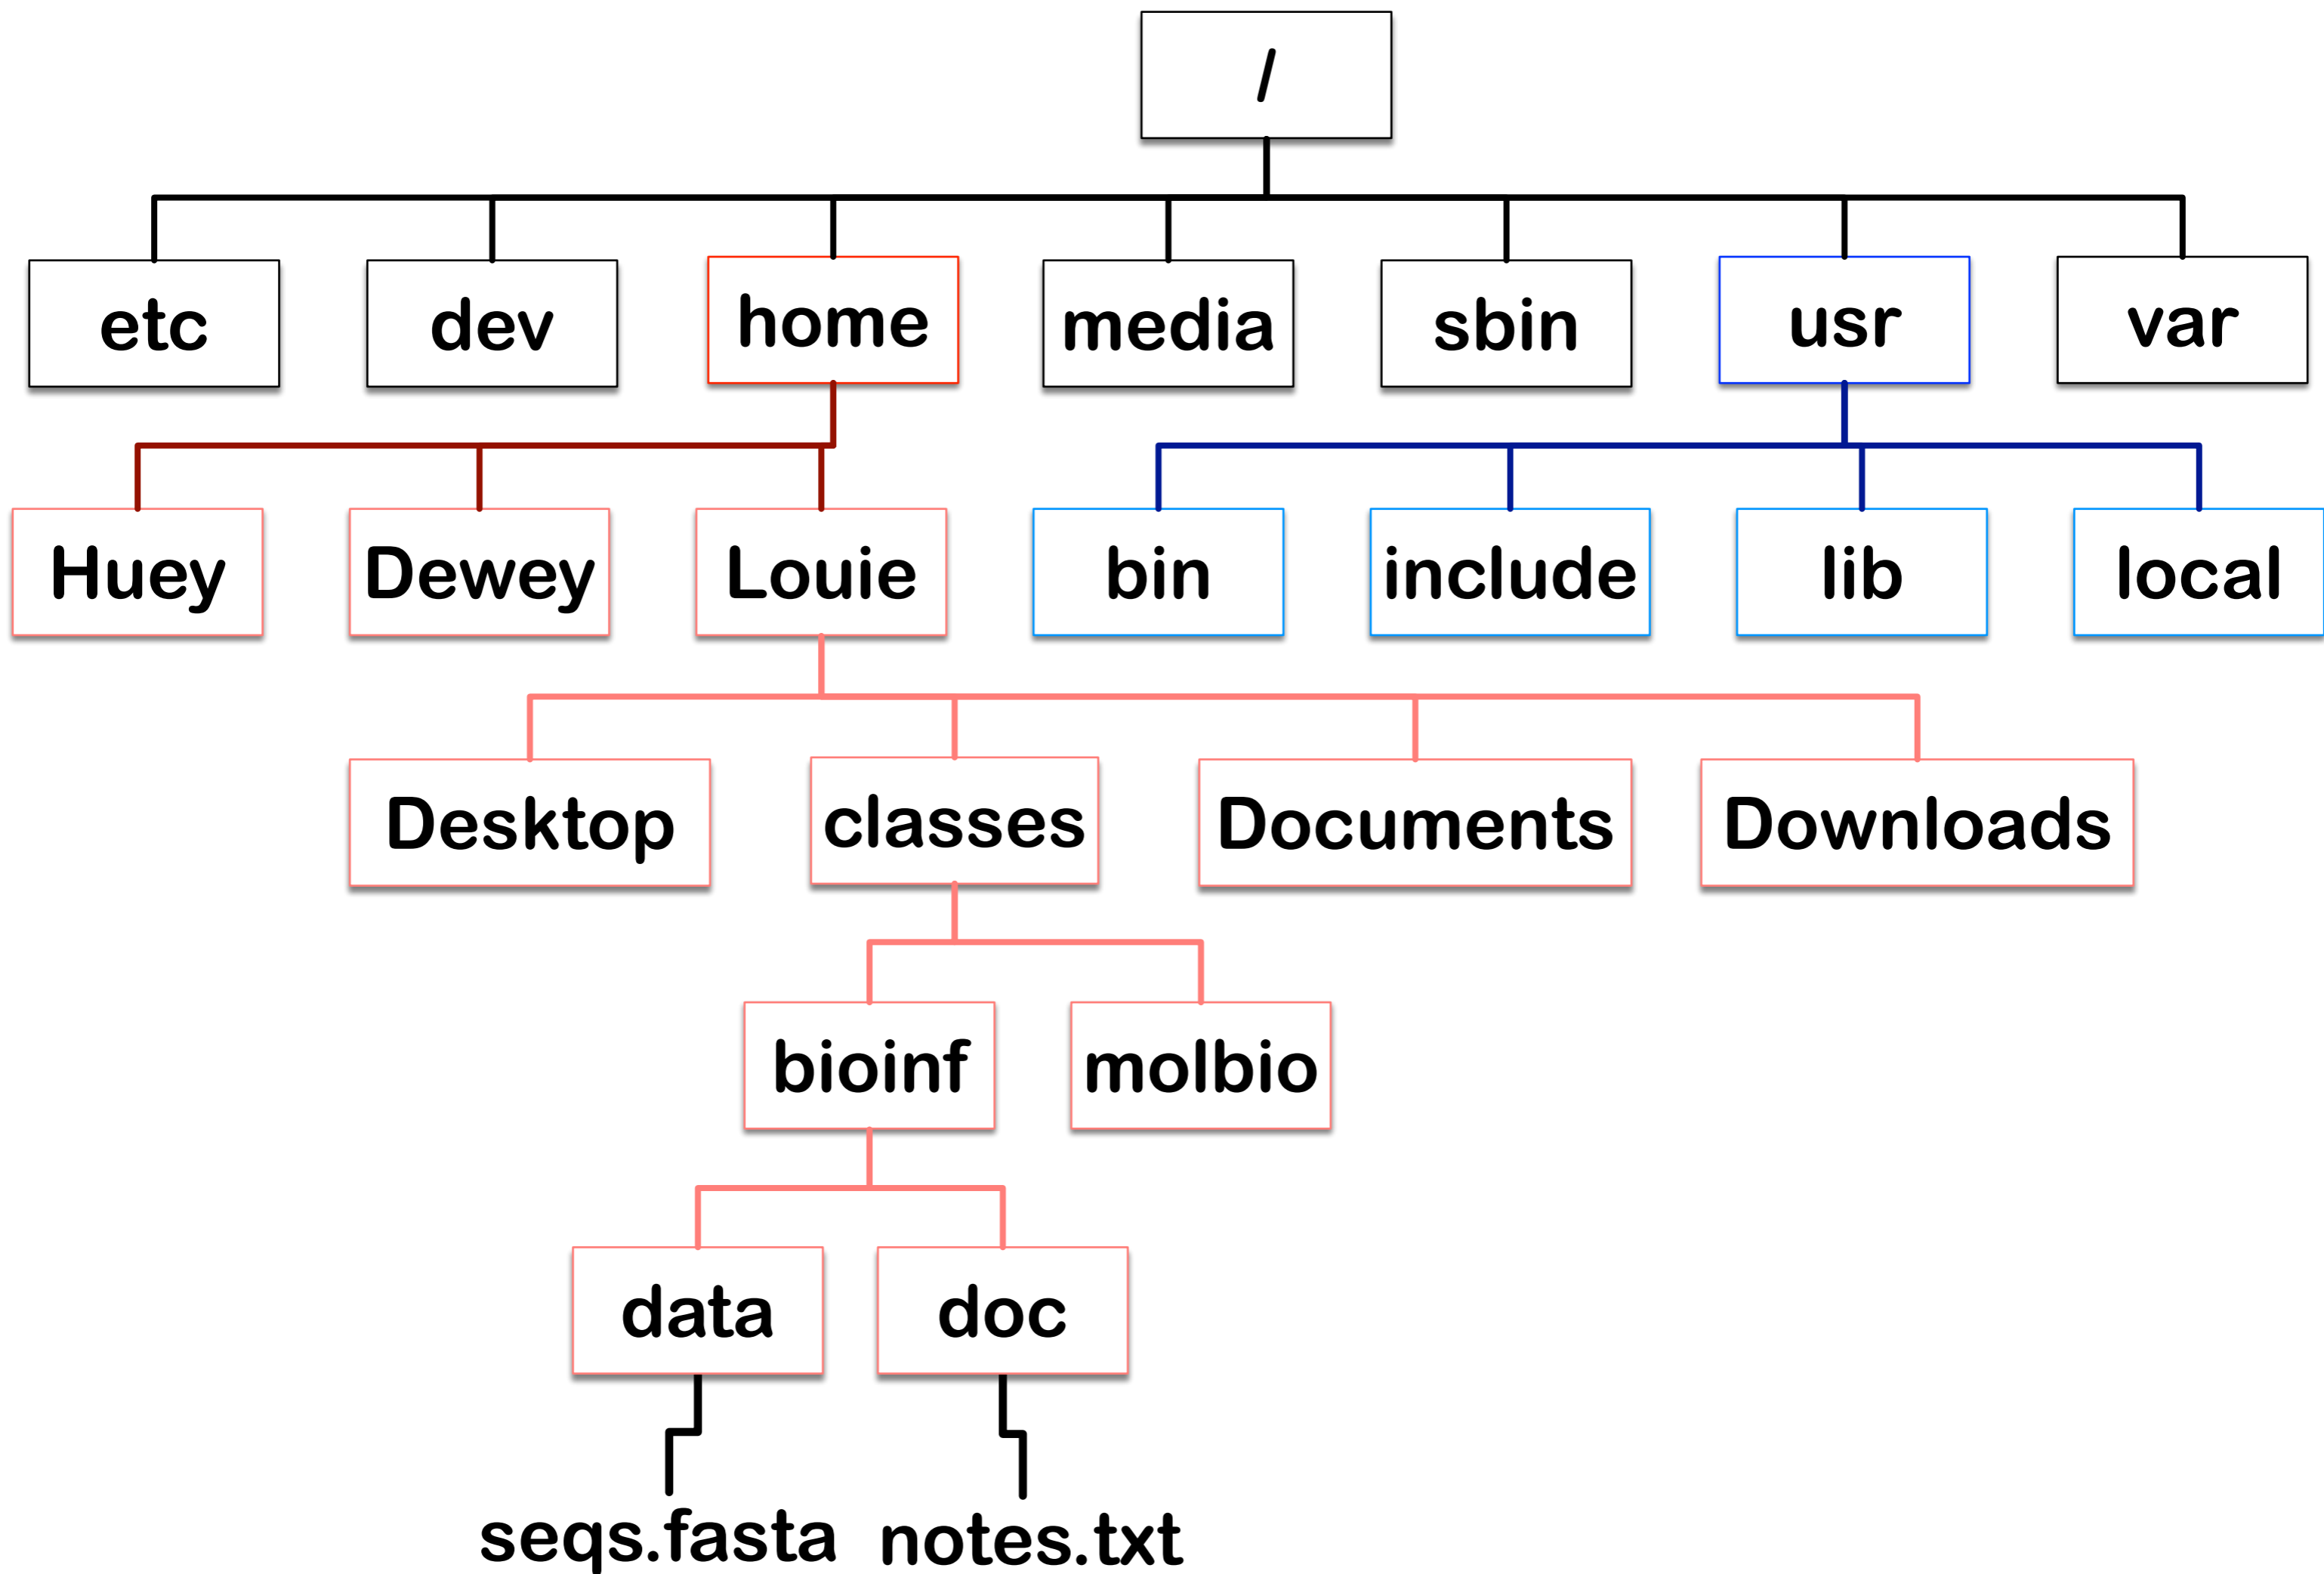 /
etc dev home media sbin usr var
Huey Dewey Louie bin include lib local
Desktop classes Documents Downloads
bioinf molbio
data doc
seqs.fasta notes.txt